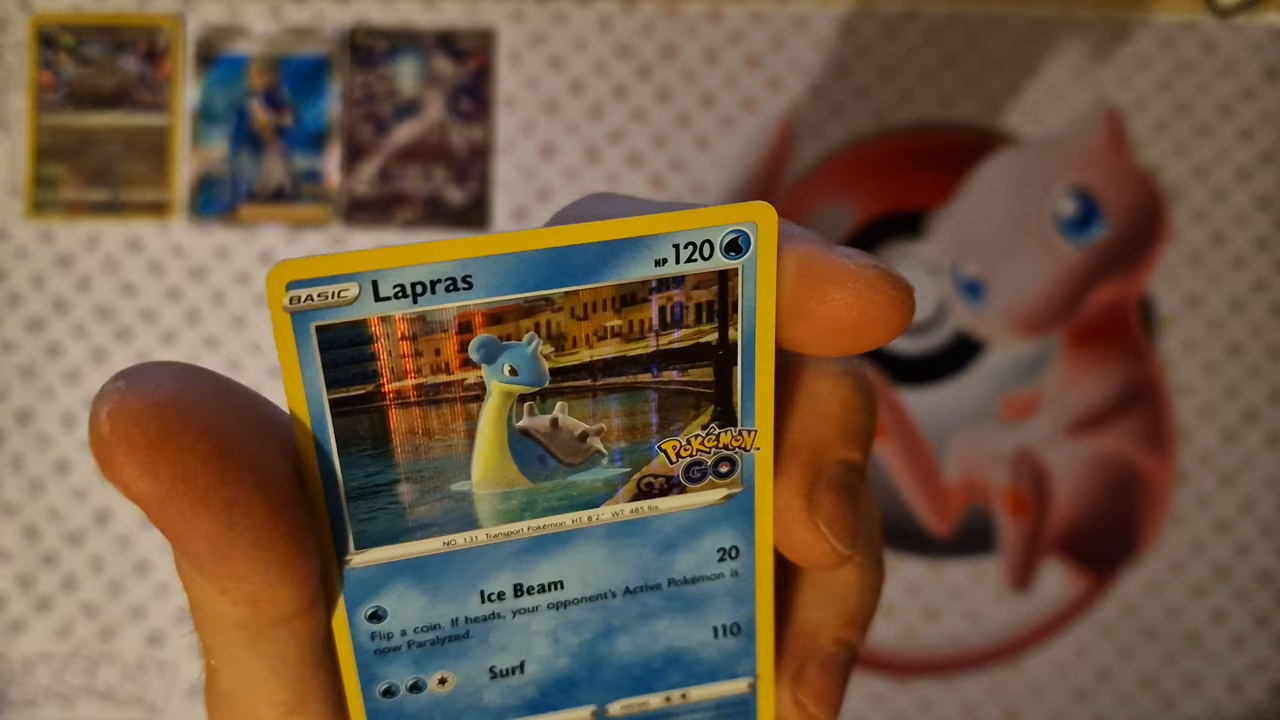 BASIC Lapras HP 120
POKéMON
GO
NO. 131 Transport Pokémon HT: 8'2" WT: 485 lbs.
Ice Beam 20
Flip a coin. If heads, your opponent's Active Pokémon is
now Paralyzed.
Surf 110